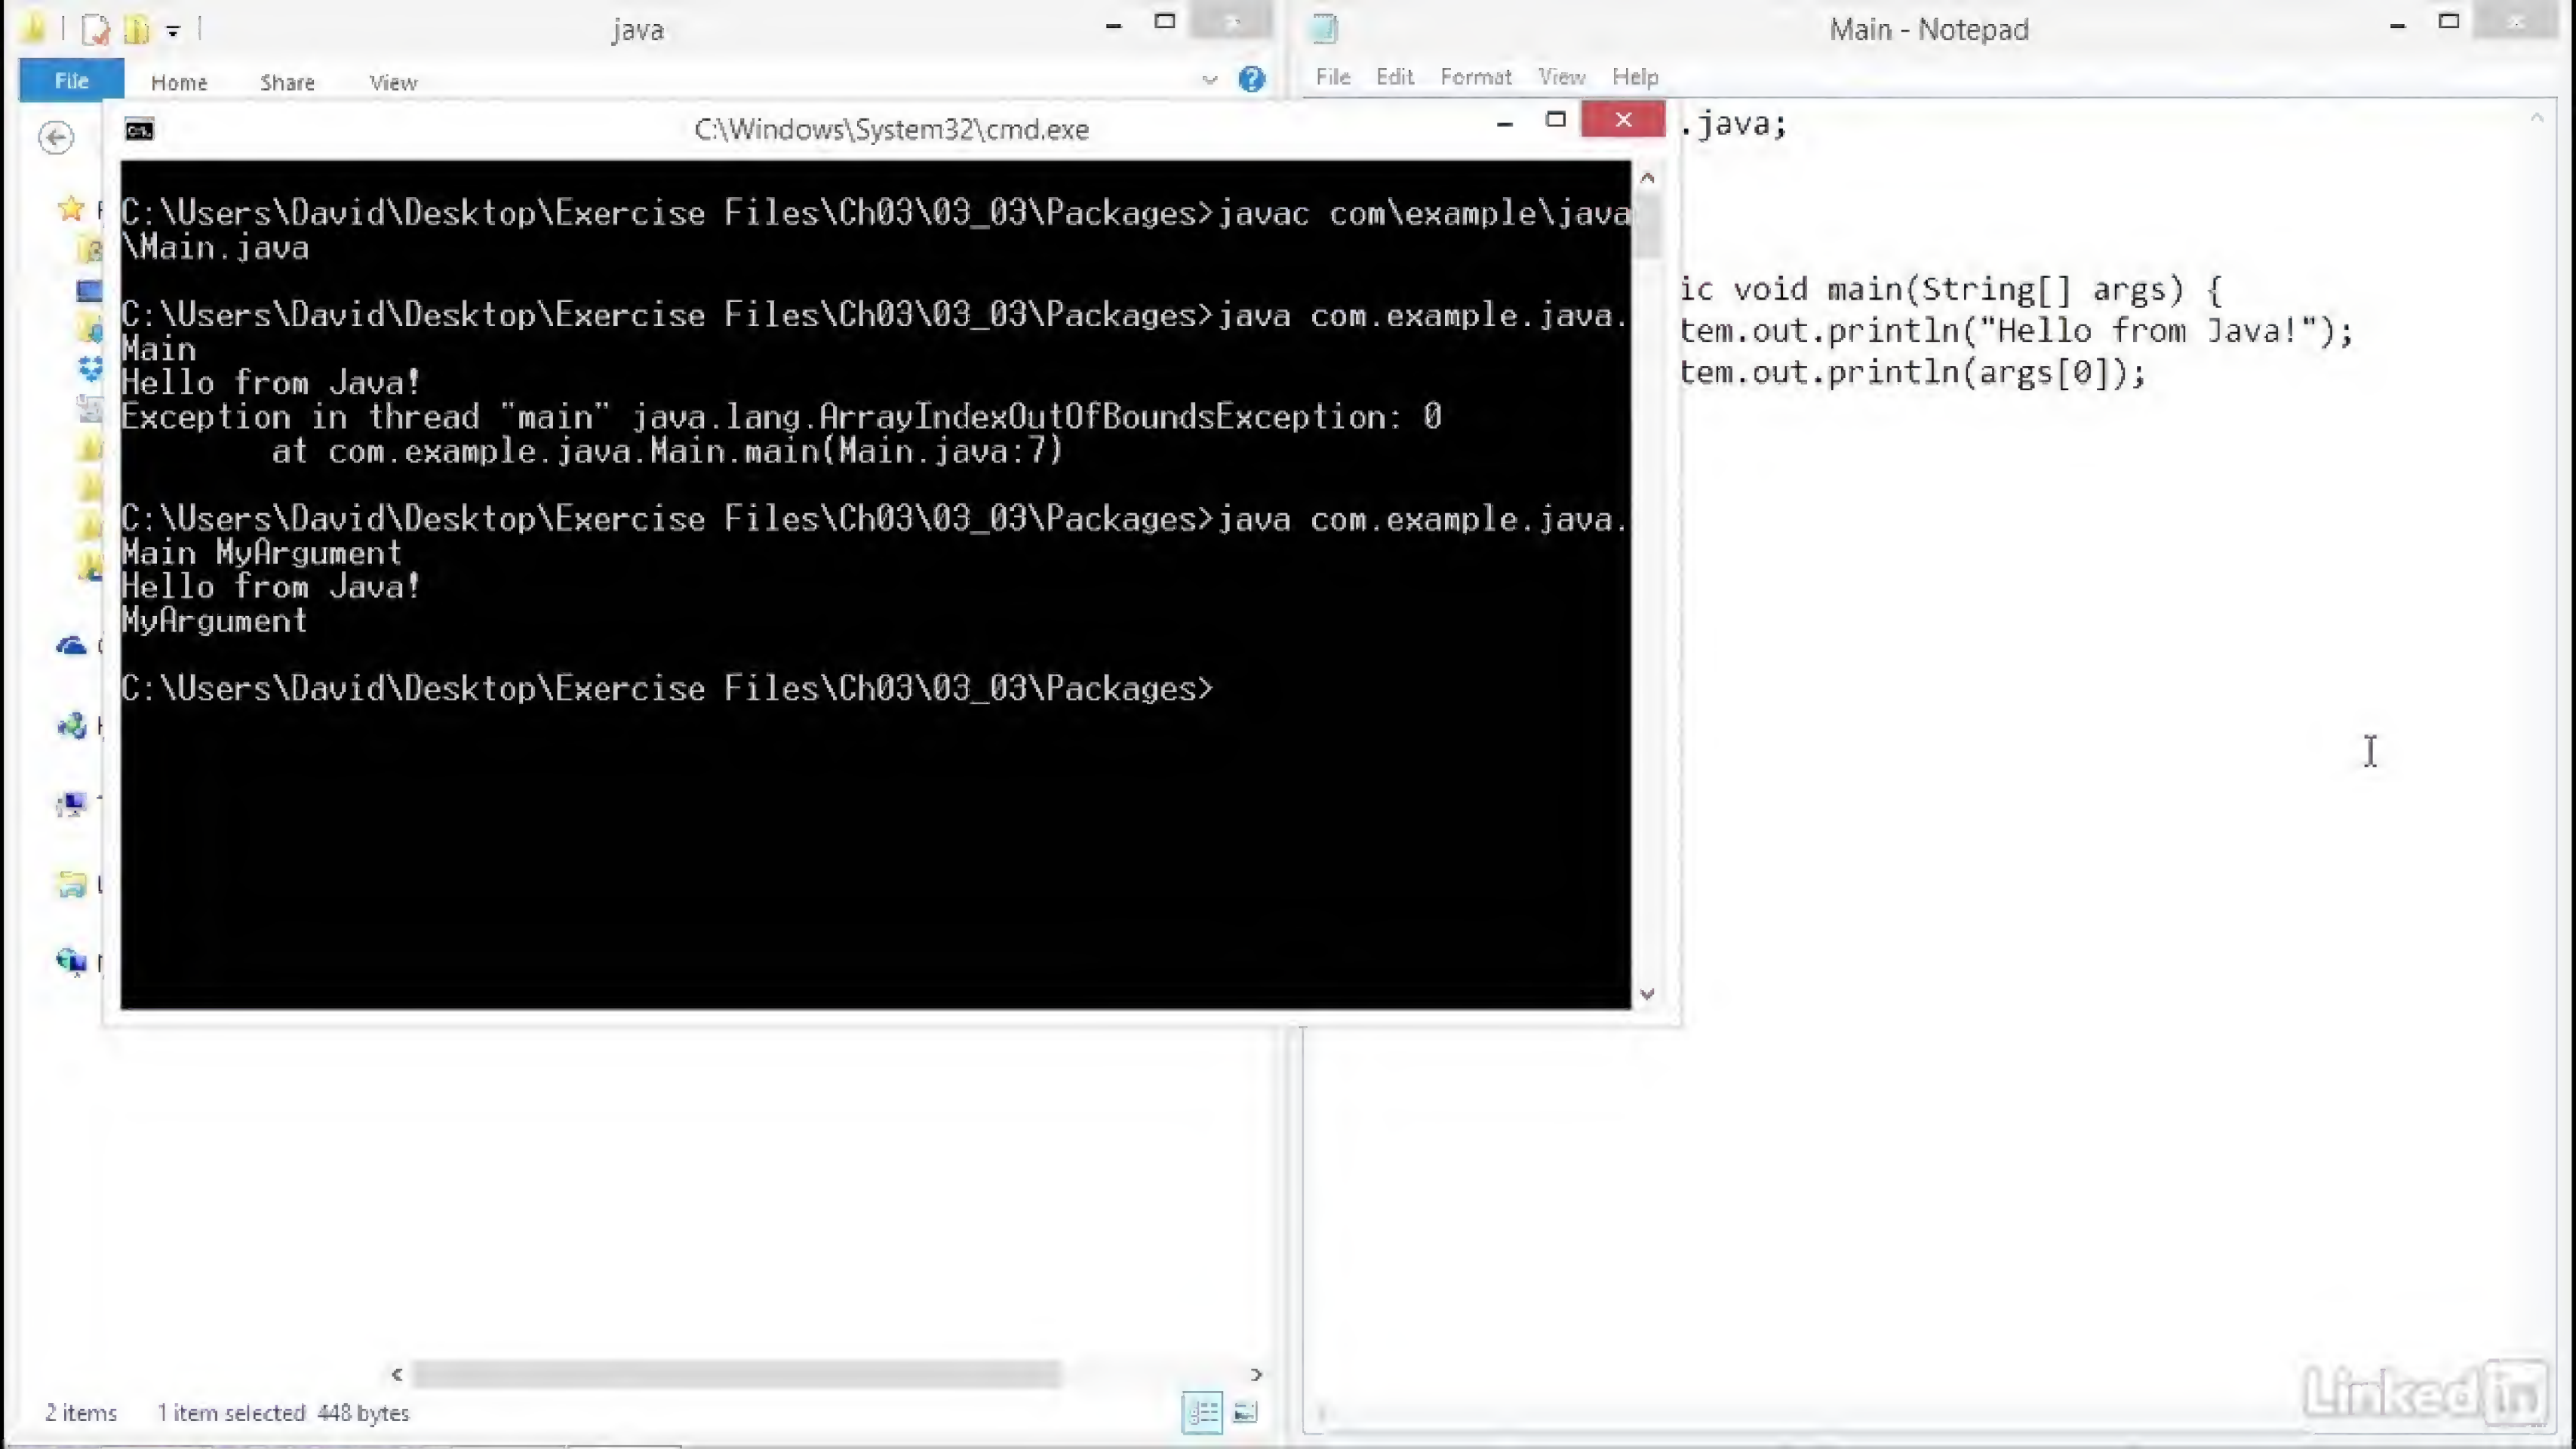 java
File Home Share View
Main - Notepad
File Edit Format View Help
C:\Windows\System32\cmd.exe
C:\Users\David\Desktop\Exercise Files\Ch03\03_03\Packages>javac com\example\java
\Main.java
C:\Users\David\Desktop\Exercise Files\Ch03\03_03\Packages>java com.example.java.
Main
Hello from Java!
Exception in thread "main" java.lang.ArrayIndexOutOfBoundsException: 0
at com.example.java.Main.main(Main.java:7)
C:\Users\David\Desktop\Exercise Files\Ch03\03_03\Packages>java com.example.java.
Main MyArgument
Hello from Java!
MyArgument
C:\Users\David\Desktop\Exercise Files\Ch03\03_03\Packages>
.java;
ic void main(String[] args) {
tem.out.println("Hello from Java!");
tem.out.println(args[0]);
2 items 1 item selected 448 bytes
Linked in